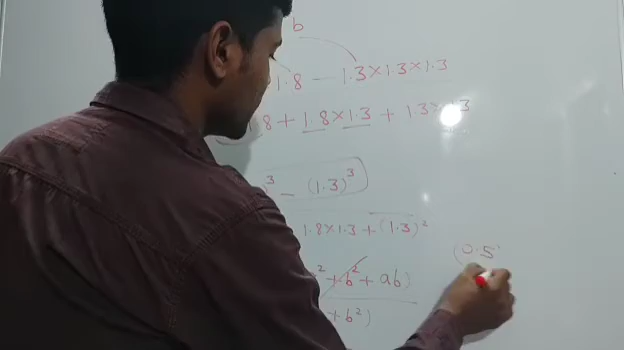 b
1.8 — 1.3×1.3×1.3
8 + 1.8×1.3 + 1.3×1.3
)³ — (1.3)³
1.8×1.3 + (1.3)²
² + b² + ab)
(0.5
+ b²)